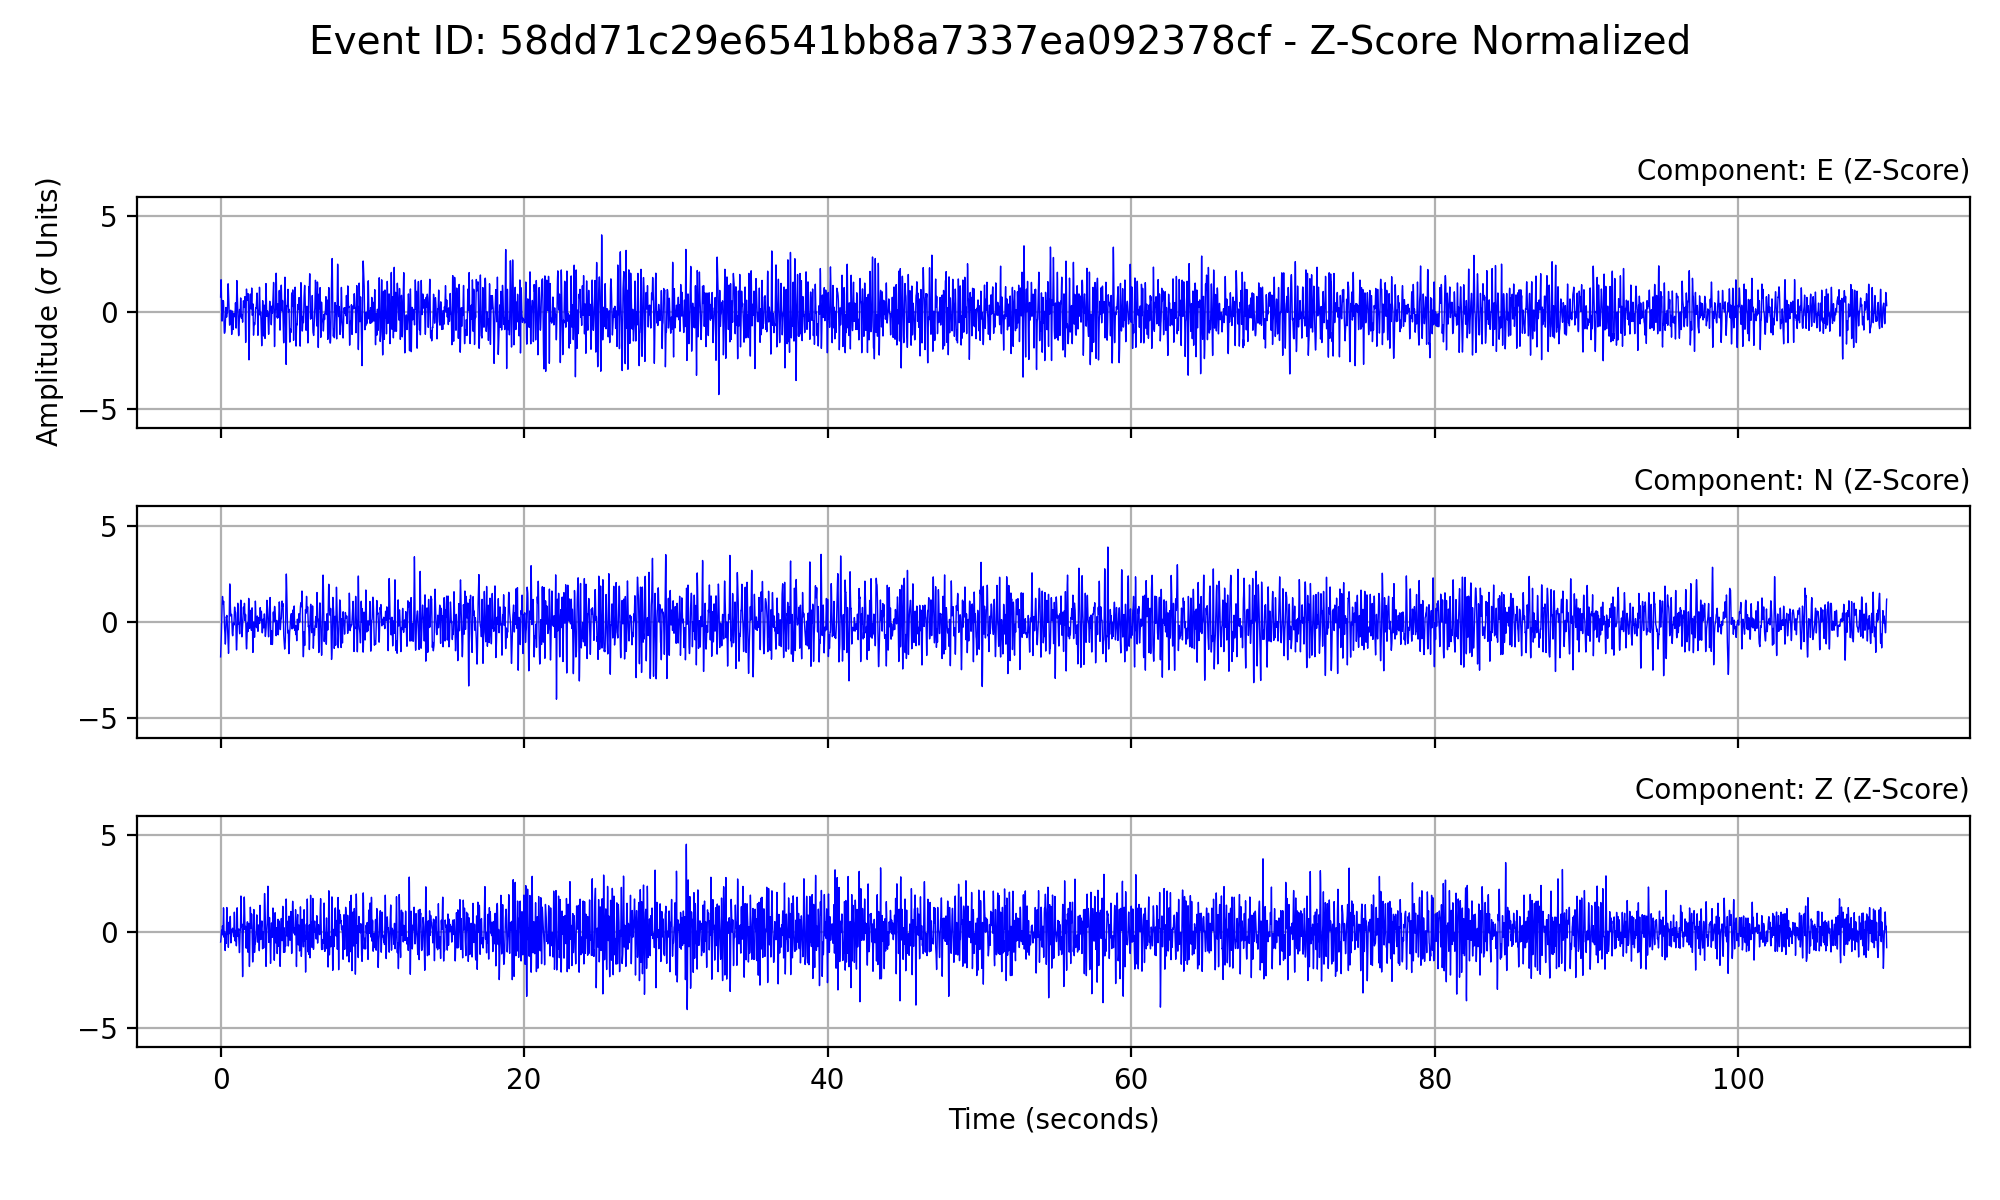 Event ID: 58dd71c29e6541bb8a7337ea092378cf - Z-Score Normalized
Component: E (Z-Score)
Amplitude (σ Units)
5
0
−5
Component: N (Z-Score)
5
0
−5
Component: Z (Z-Score)
5
0
−5
0 20 40 60 80 100
Time (seconds)